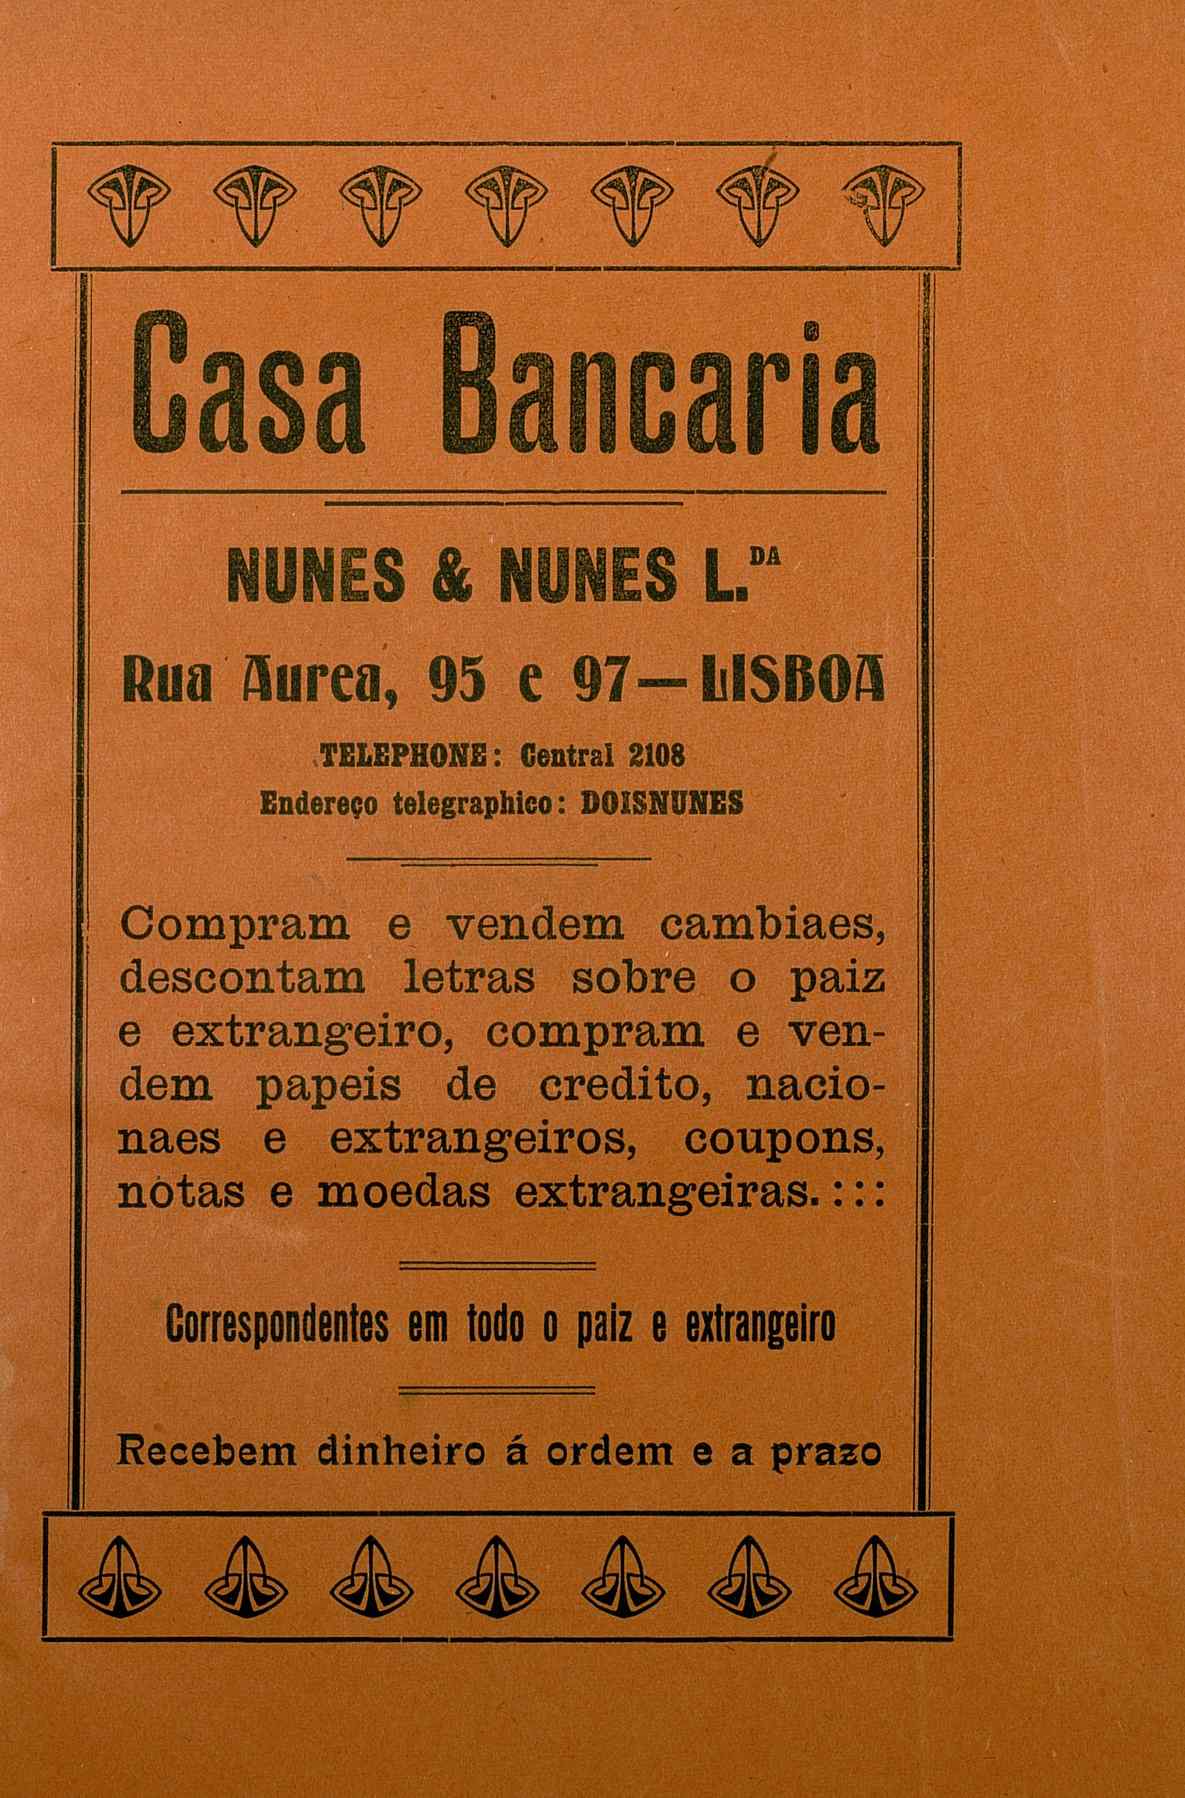 Casa Bancaria
NUNES & NUNES L.DA
Rua Aurea, 95 e 97—LISBOA
TELEPHONE: Central 2108
Endereço telegraphico: DOISNUNES
Compram e vendem cambiaes,
descontam letras sobre o paiz
e extrangeiro, compram e ven-
dem papeis de credito, nacio-
naes e extrangeiros, coupons,
notas e moedas extrangeiras. : : :
Correspondentes em todo o paiz e extrangeiro
Recebem dinheiro á ordem e a prazo